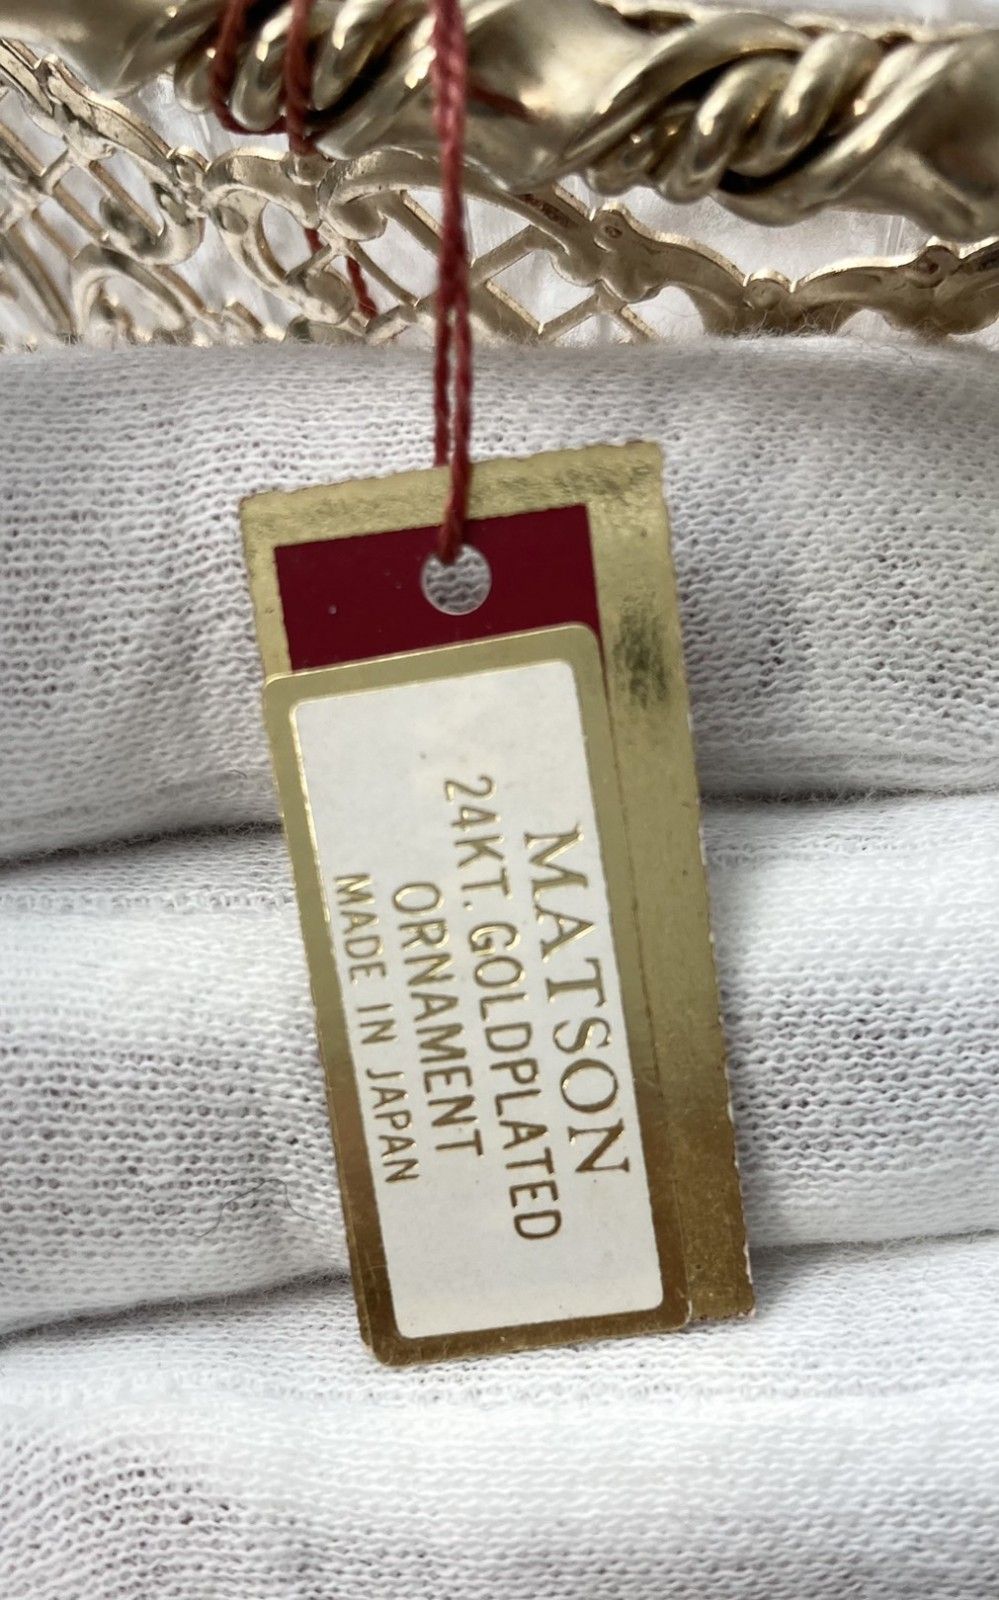 MATSON
24KT. GOLDPLATED
ORNAMENT
MADE IN JAPAN